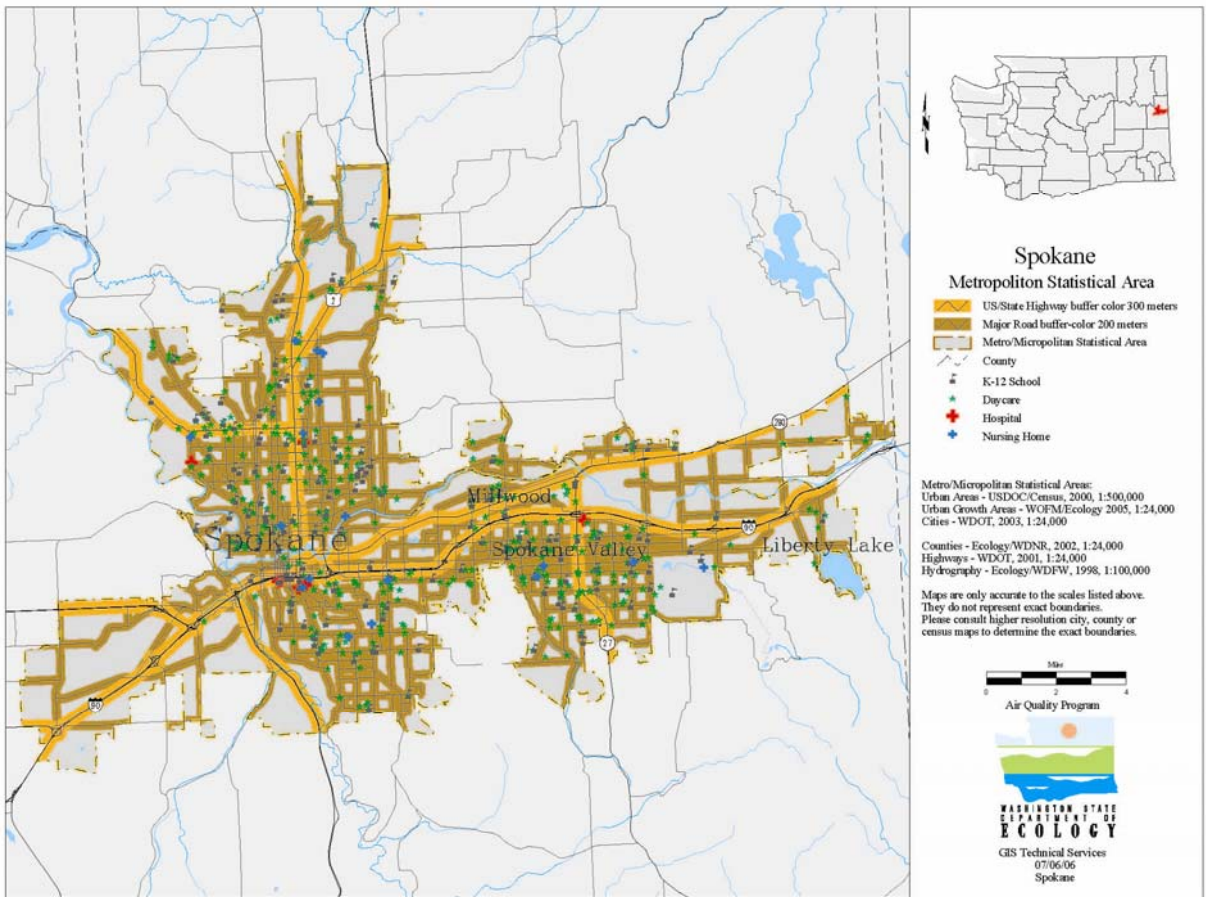 N
Spokane
Metropoliton Statistical Area
US/State Highway buffer color 300 meters
Major Road buffer-color 200 meters
Metro/Micropolitan Statistical Area
County
K-12 School
Daycare
Hospital
Nursing Home
Metro/Micropolitan Statistical Areas:
Urban Areas - USDOC/Census, 2000, 1:500,000
Urban Growth Areas - WOFM/Ecology 2005, 1:24,000
Cities - WDOT, 2003, 1:24,000
Counties - Ecology/WDNR, 2002, 1:24,000
Highways - WDOT, 2001, 1:24,000
Hydrography - Ecology/WDFW, 1998, 1:100,000
Maps are only accurate to the scales listed above.
They do not represent exact boundaries.
Please consult higher resolution city, county or
census maps to determine the exact boundaries.
Miles
0 2 4
Air Quality Program
WASHINGTON STATE
DEPARTMENT OF
ECOLOGY
GIS Technical Services
07/06/06
Spokane
2
290
Millwood
90
Spokane
Spokane Valley
Liberty Lake
27
90